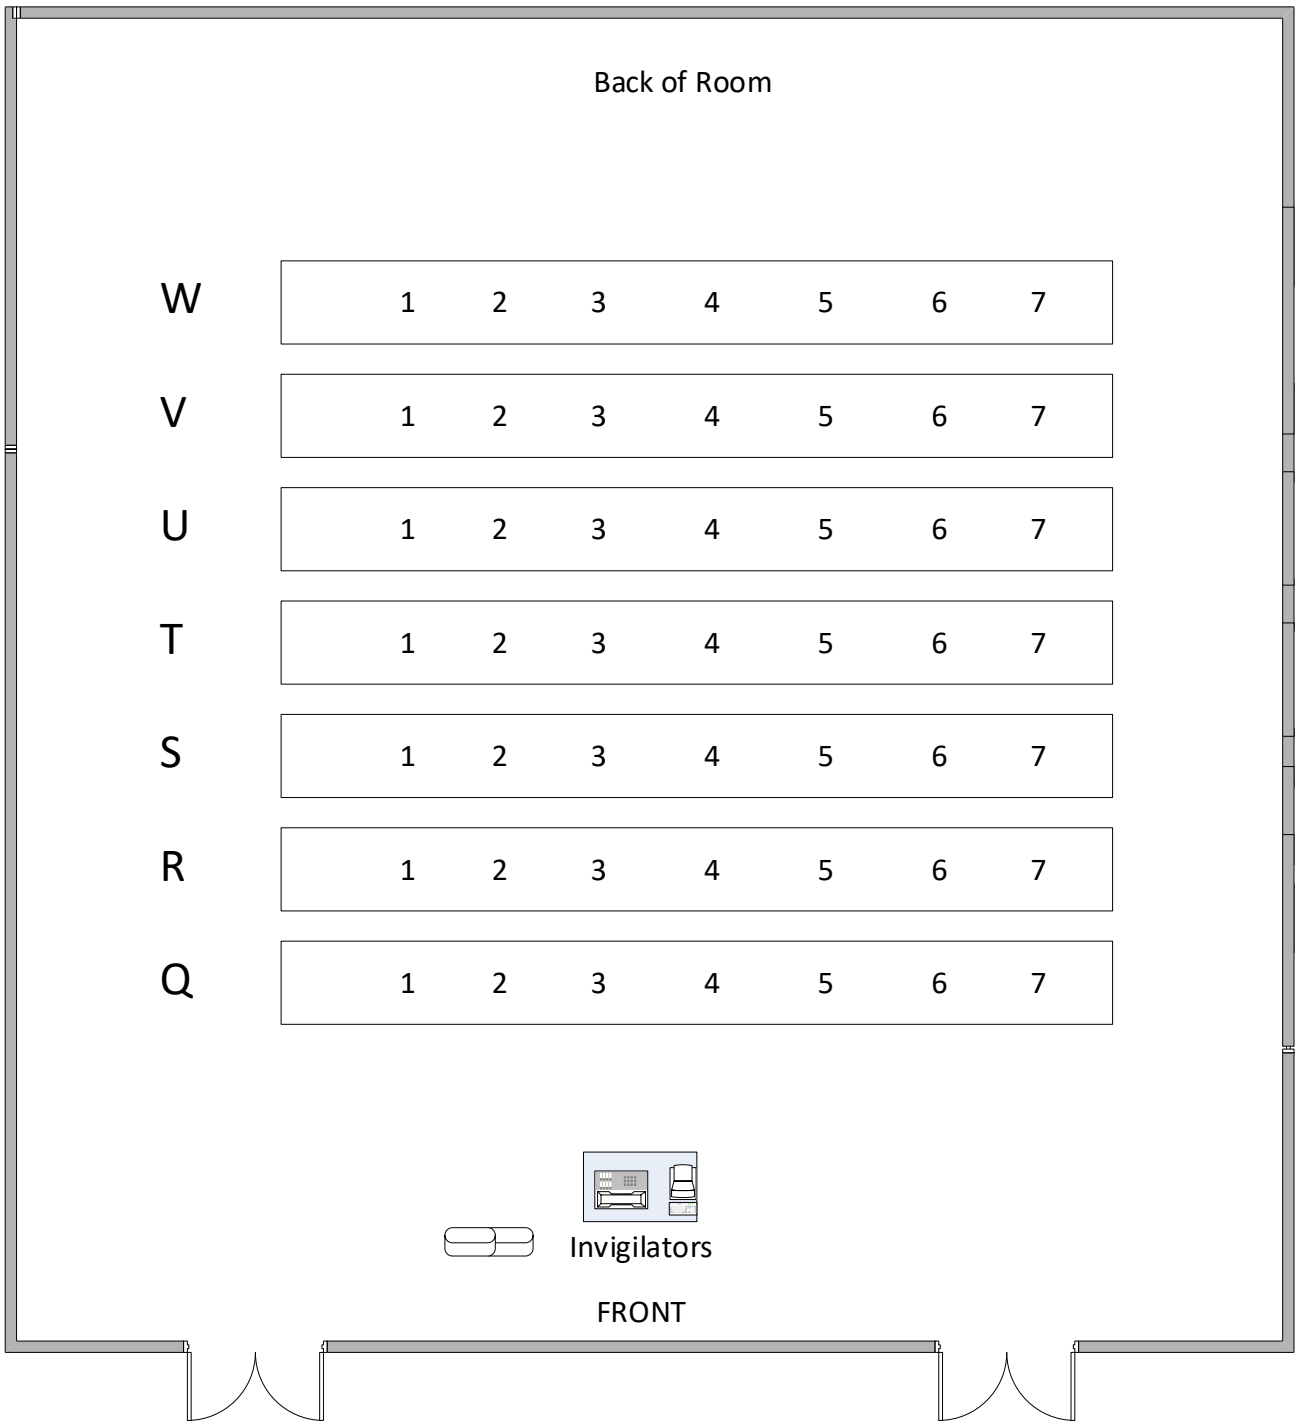 Back of Room
W 1 2 3 4 5 6 7
V 1 2 3 4 5 6 7
U 1 2 3 4 5 6 7
T 1 2 3 4 5 6 7
S 1 2 3 4 5 6 7
R 1 2 3 4 5 6 7
Q 1 2 3 4 5 6 7
Invigilators
FRONT